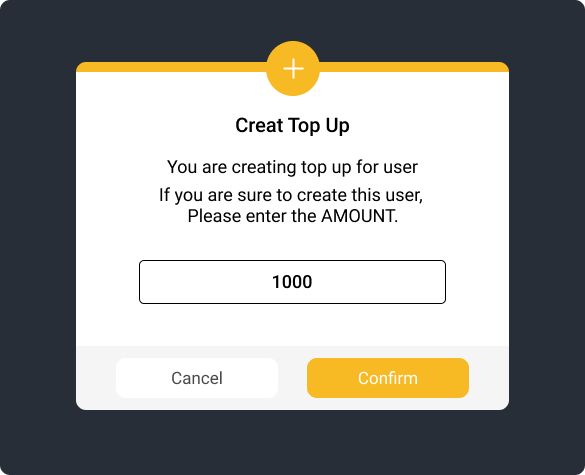 Creat Top Up
You are creating top up for user
If you are sure to create this user,
Please enter the AMOUNT.
1000
Cancel
Confirm